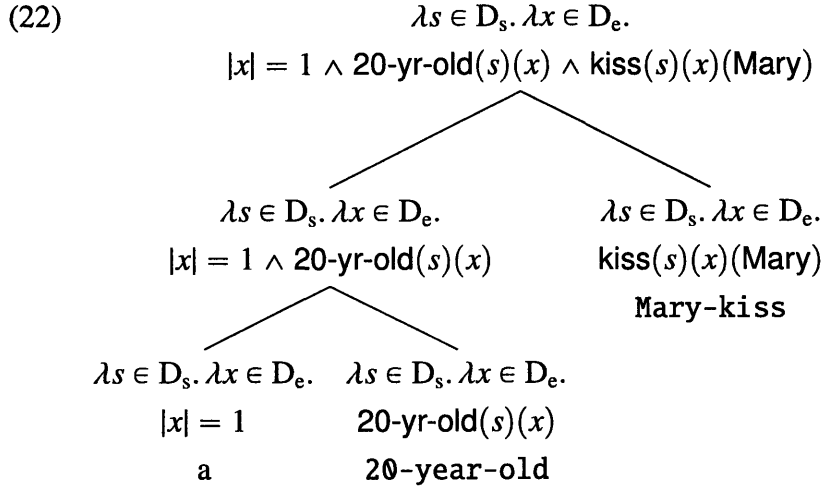 (22) λs ∈ Dₛ. λx ∈ Dₑ.
|x| = 1 ∧ 20-yr-old(s)(x) ∧ kiss(s)(x)(Mary)
λs ∈ Dₛ. λx ∈ Dₑ. λs ∈ Dₛ. λx ∈ Dₑ.
|x| = 1 ∧ 20-yr-old(s)(x) kiss(s)(x)(Mary)
Mary-kiss
λs ∈ Dₛ. λx ∈ Dₑ. λs ∈ Dₛ. λx ∈ Dₑ.
|x| = 1 20-yr-old(s)(x)
a 20-year-old